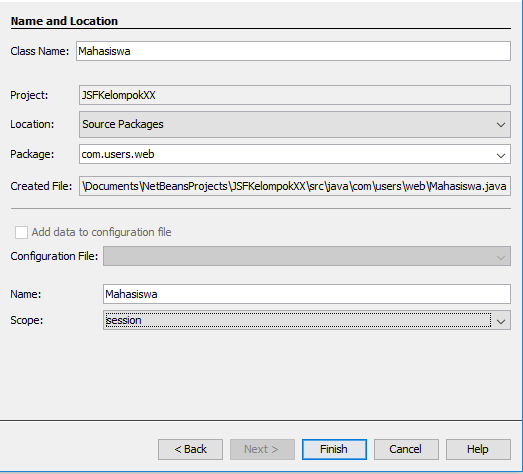 Name and Location
Class Name: Mahasiswa
Project: JSFKelompokXX
Location: Source Packages
Package: com.users.web
Created File: \Documents\NetBeansProjects\JSFKelompokXX\src\java\com\users\web\Mahasiswa.java
Add data to configuration file
Configuration File:
Name: Mahasiswa
Scope: session
< Back Next > Finish Cancel Help